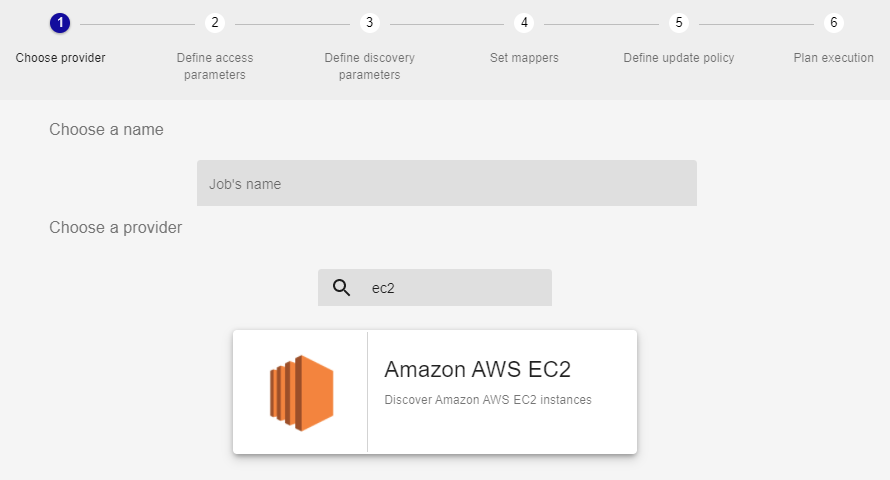 1
2
3
4
5
6
Choose provider
Define access
parameters
Define discovery
parameters
Set mappers
Define update policy
Plan execution
Choose a name
Job's name
Choose a provider
ec2
Amazon AWS EC2
Discover Amazon AWS EC2 instances